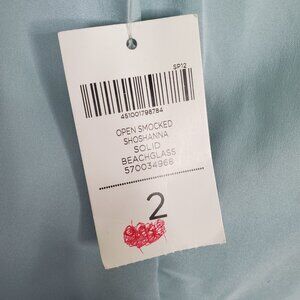 SP12
451001798784
OPEN SMOCKED
SHOSHANNA
SOLID
BEACHGLASS
570034968
2